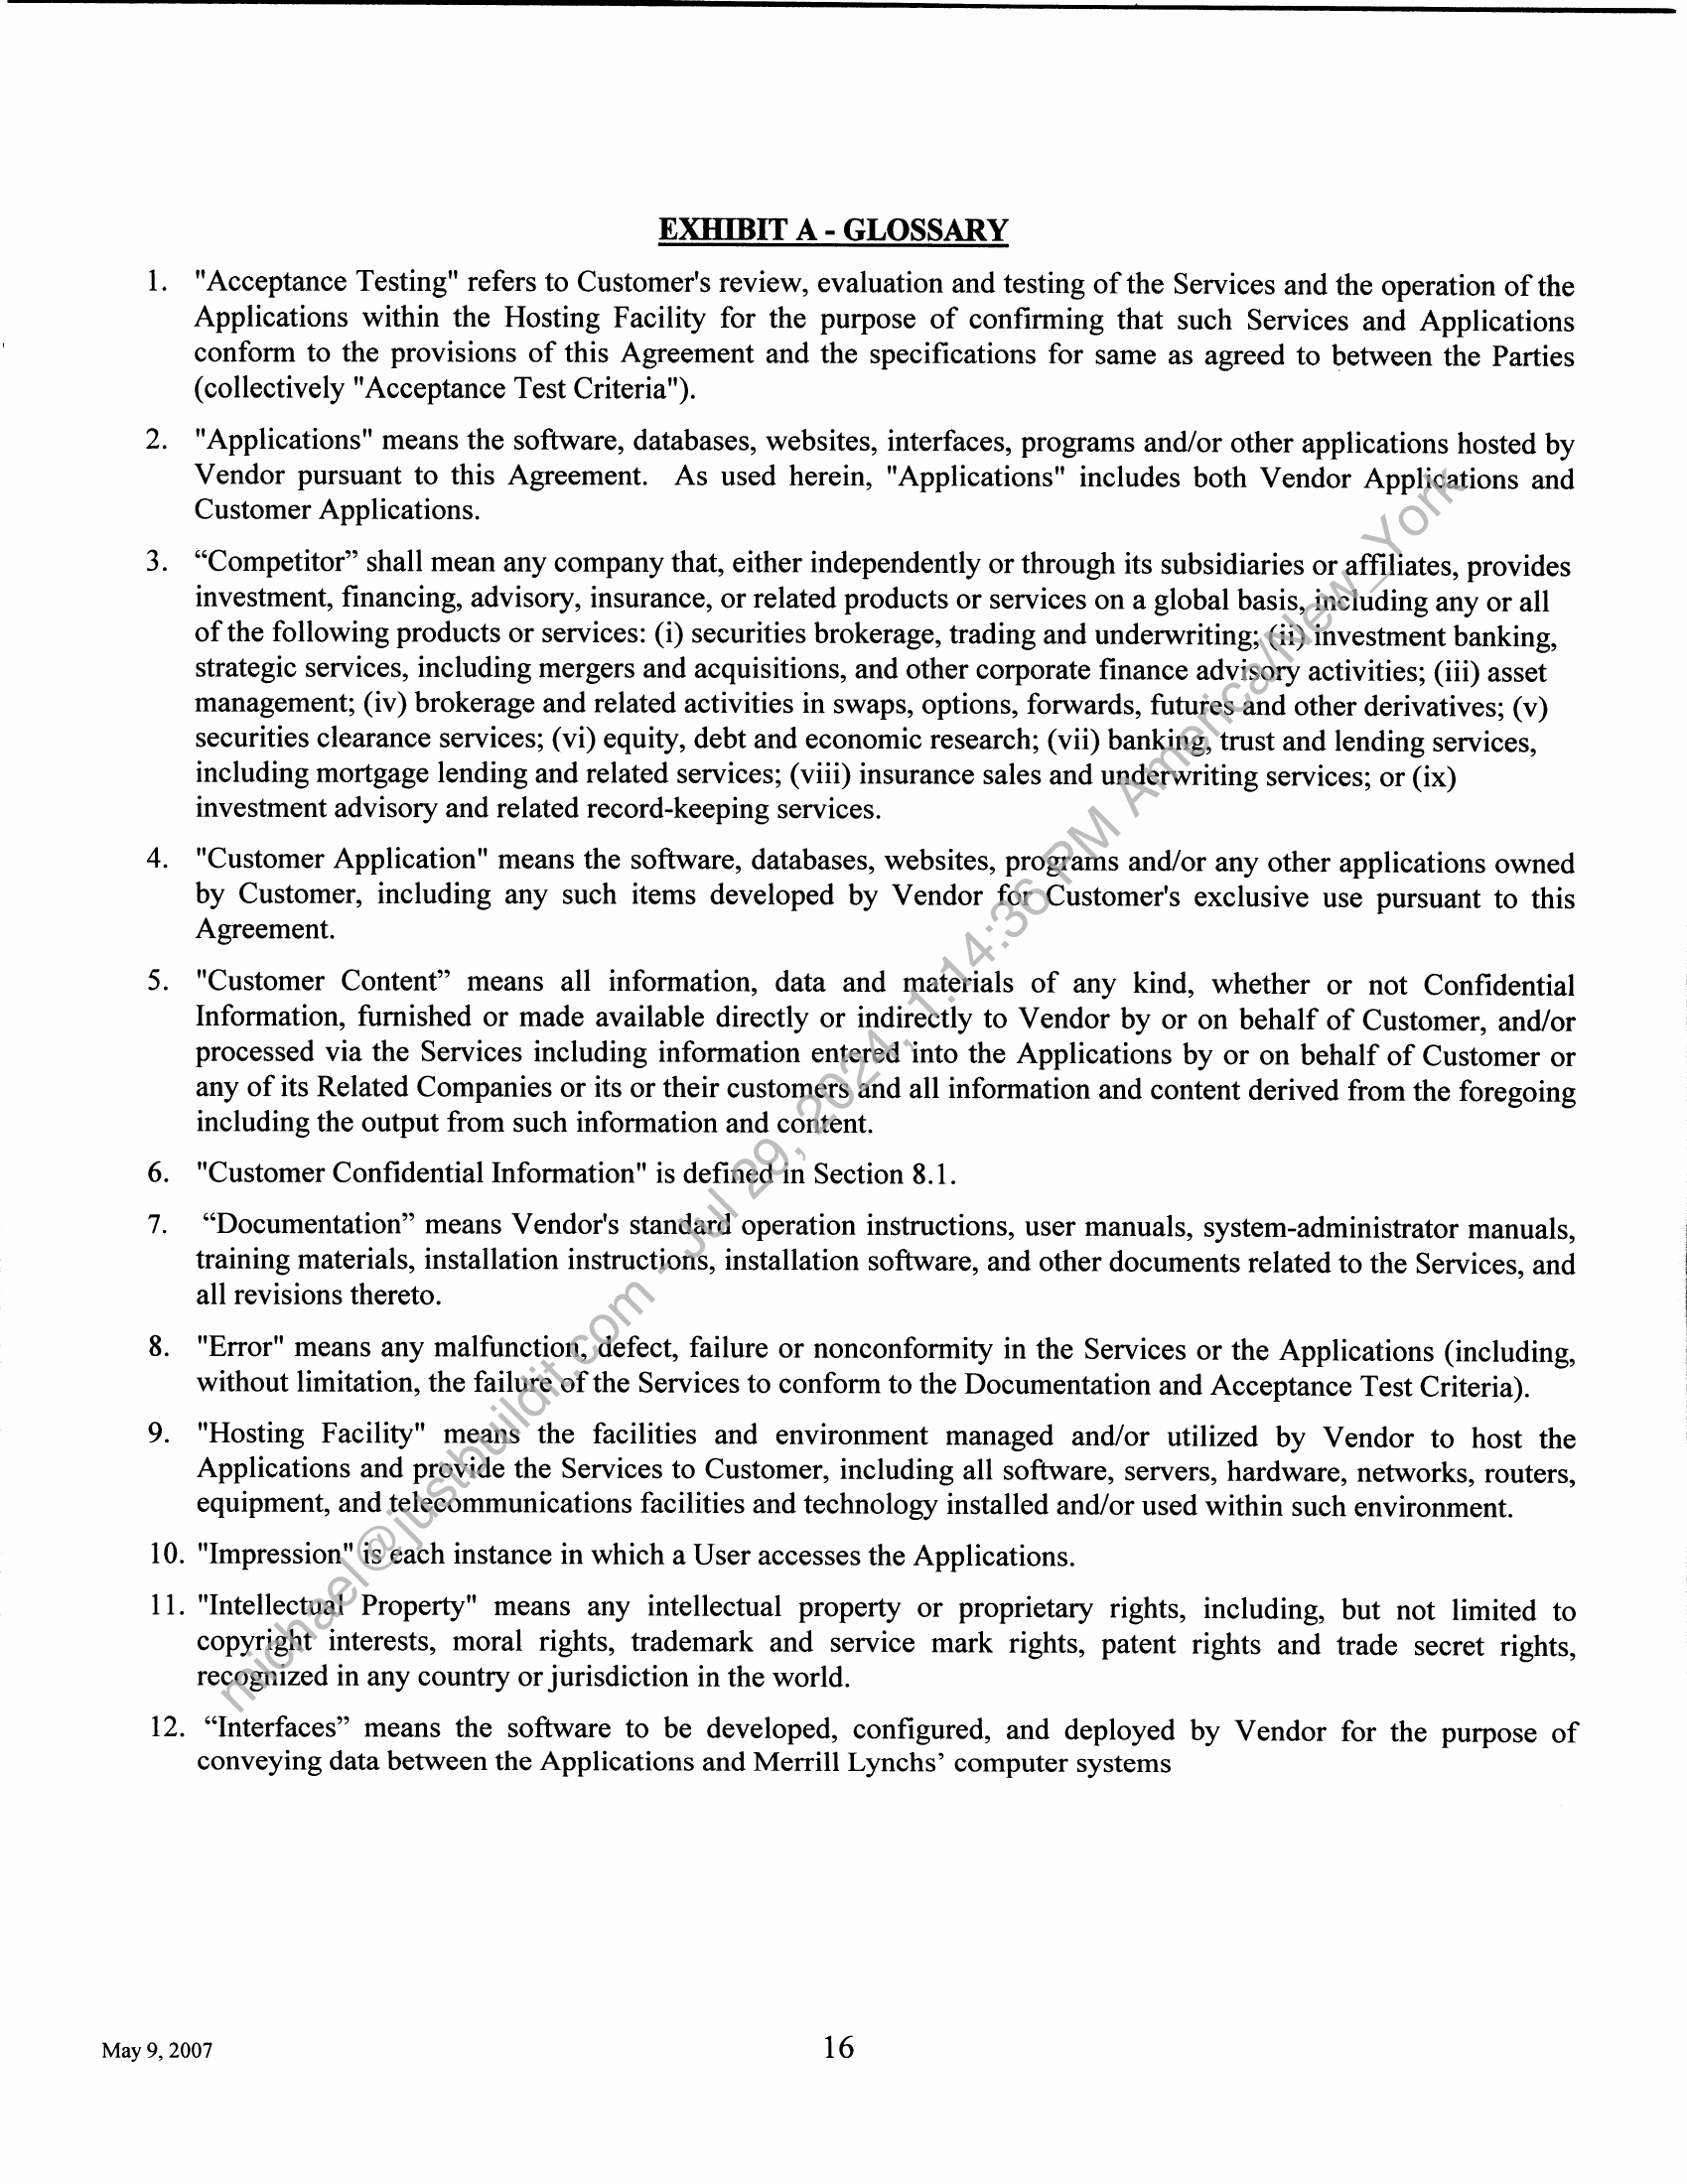 EXHIBIT A - GLOSSARY
1. "Acceptance Testing" refers to Customer's review, evaluation and testing of the Services and the operation of the
Applications within the Hosting Facility for the purpose of confirming that such Services and Applications
conform to the provisions of this Agreement and the specifications for same as agreed to between the Parties
(collectively "Acceptance Test Criteria").
2. "Applications" means the software, databases, websites, interfaces, programs and/or other applications hosted by
Vendor pursuant to this Agreement. As used herein, "Applications" includes both Vendor Applications and
Customer Applications.
3. “Competitor” shall mean any company that, either independently or through its subsidiaries or affiliates, provides
investment, financing, advisory, insurance, or related products or services on a global basis, including any or all
of the following products or services: (i) securities brokerage, trading and underwriting; (ii) investment banking,
strategic services, including mergers and acquisitions, and other corporate finance advisory activities; (iii) asset
management; (iv) brokerage and related activities in swaps, options, forwards, futures and other derivatives; (v)
securities clearance services; (vi) equity, debt and economic research; (vii) banking, trust and lending services,
including mortgage lending and related services; (viii) insurance sales and underwriting services; or (ix)
investment advisory and related record-keeping services.
4. "Customer Application" means the software, databases, websites, programs and/or any other applications owned
by Customer, including any such items developed by Vendor for Customer's exclusive use pursuant to this
Agreement.
5. "Customer Content” means all information, data and materials of any kind, whether or not Confidential
Information, furnished or made available directly or indirectly to Vendor by or on behalf of Customer, and/or
processed via the Services including information entered into the Applications by or on behalf of Customer or
any of its Related Companies or its or their customers and all information and content derived from the foregoing
including the output from such information and content.
6. "Customer Confidential Information" is defined in Section 8.1.
7. “Documentation” means Vendor's standard operation instructions, user manuals, system-administrator manuals,
training materials, installation instructions, installation software, and other documents related to the Services, and
all revisions thereto.
8. "Error" means any malfunction, defect, failure or nonconformity in the Services or the Applications (including,
without limitation, the failure of the Services to conform to the Documentation and Acceptance Test Criteria).
9. "Hosting Facility" means the facilities and environment managed and/or utilized by Vendor to host the
Applications and provide the Services to Customer, including all software, servers, hardware, networks, routers,
equipment, and telecommunications facilities and technology installed and/or used within such environment.
10. "Impression" is each instance in which a User accesses the Applications.
11. "Intellectual Property" means any intellectual property or proprietary rights, including, but not limited to
copyright interests, moral rights, trademark and service mark rights, patent rights and trade secret rights,
recognized in any country or jurisdiction in the world.
12. “Interfaces” means the software to be developed, configured, and deployed by Vendor for the purpose of
conveying data between the Applications and Merrill Lynchs’ computer systems
michael@justbuildit.com - Jul 29, 2024, 1:14:36 PM America/New_York
May 9, 2007
16